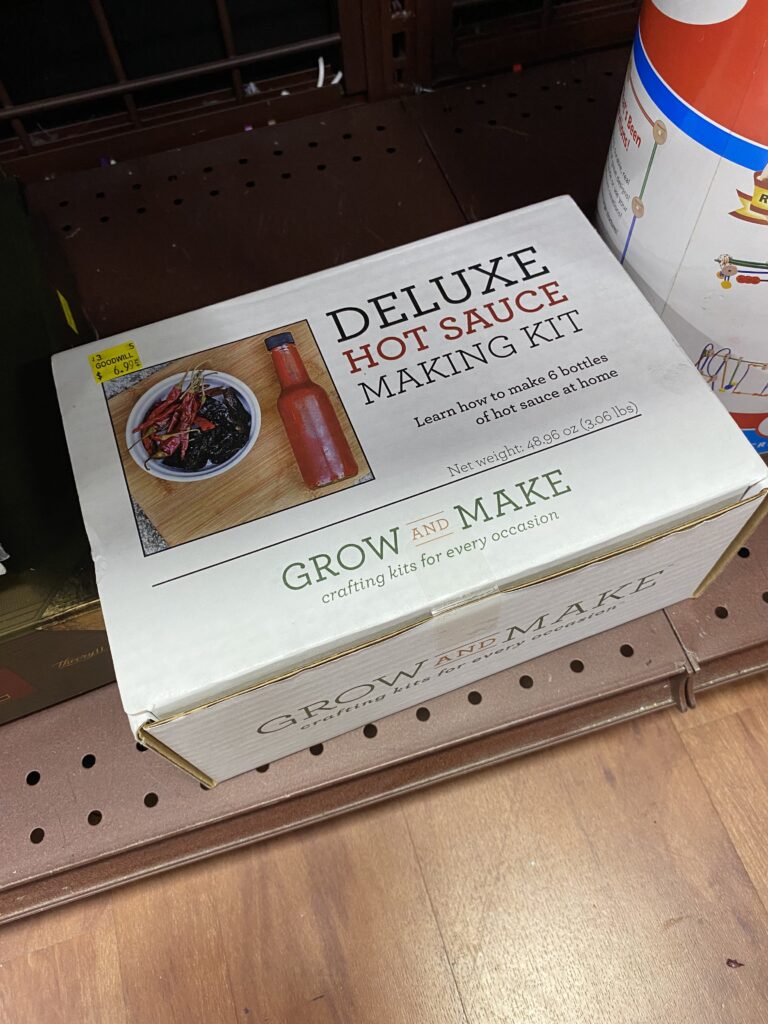 3 S
GOODWILL
$ 6.99
DELUXE
HOT SAUCE
MAKING KIT
Learn how to make 6 bottles
of hot sauce at home
Net weight: 48.96 oz (3.06 lbs)
GROW AND MAKE
crafting kits for every occasion
GROW AND MAKE
crafting kits for every occasion
Been